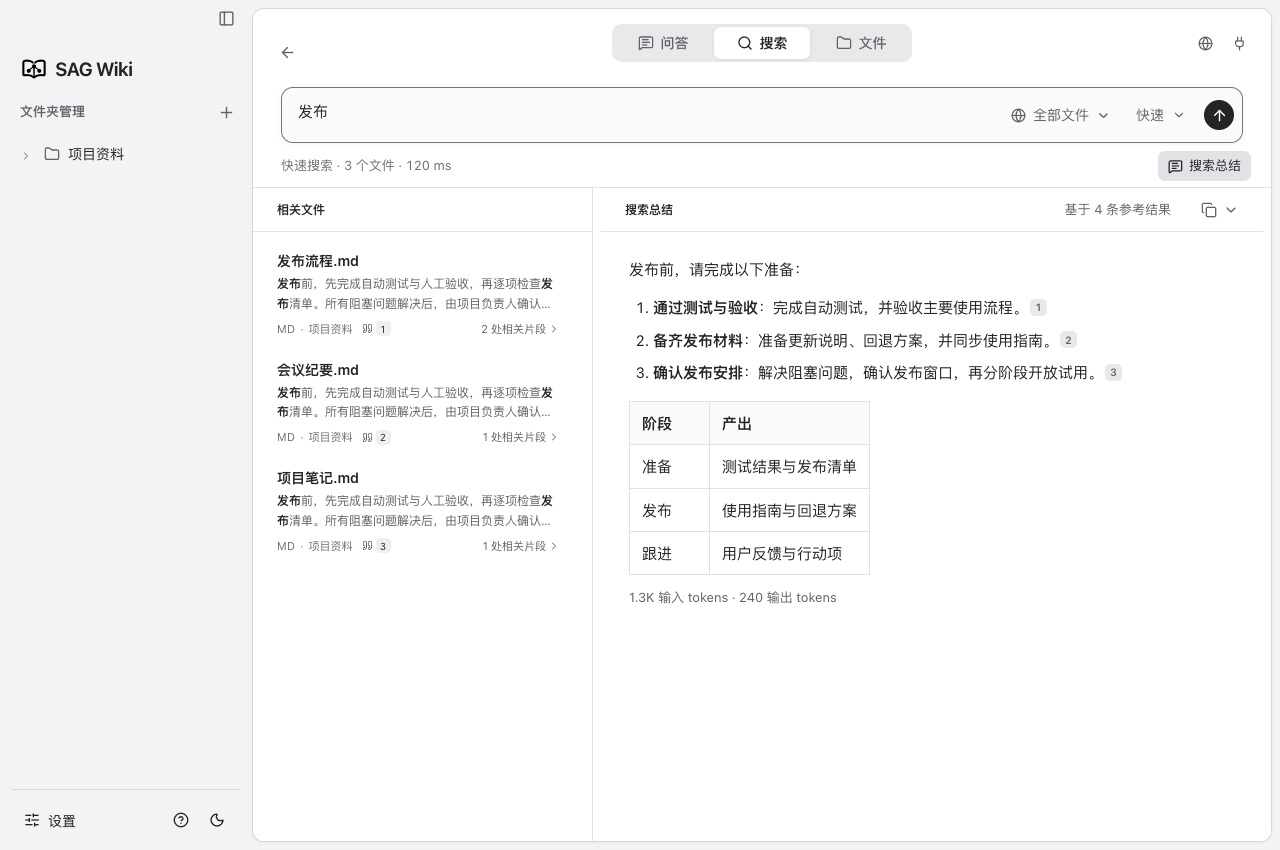 SAG Wiki
文件夹管理
项目资料
设置
问答
搜索
文件
发布
全部文件
快速
快速搜索 · 3 个文件 · 120 ms
搜索总结
相关文件
发布流程.md
发布前，先完成自动测试与人工验收，再逐项检查发
布清单。所有阻塞问题解决后，由项目负责人确认...
MD · 项目资料 1 2 处相关片段
会议纪要.md
发布前，先完成自动测试与人工验收，再逐项检查发
布清单。所有阻塞问题解决后，由项目负责人确认...
MD · 项目资料 2 1 处相关片段
项目笔记.md
发布前，先完成自动测试与人工验收，再逐项检查发
布清单。所有阻塞问题解决后，由项目负责人确认...
MD · 项目资料 3 1 处相关片段
搜索总结 基于 4 条参考结果
发布前，请完成以下准备：
1. 通过测试与验收：完成自动测试，并验收主要使用流程。 1
2. 备齐发布材料：准备更新说明、回退方案，并同步使用指南。 2
3. 确认发布安排：解决阻塞问题，确认发布窗口，再分阶段开放试用。 3
阶段 产出
准备 测试结果与发布清单
发布 使用指南与回退方案
跟进 用户反馈与行动项
1.3K 输入 tokens · 240 输出 tokens